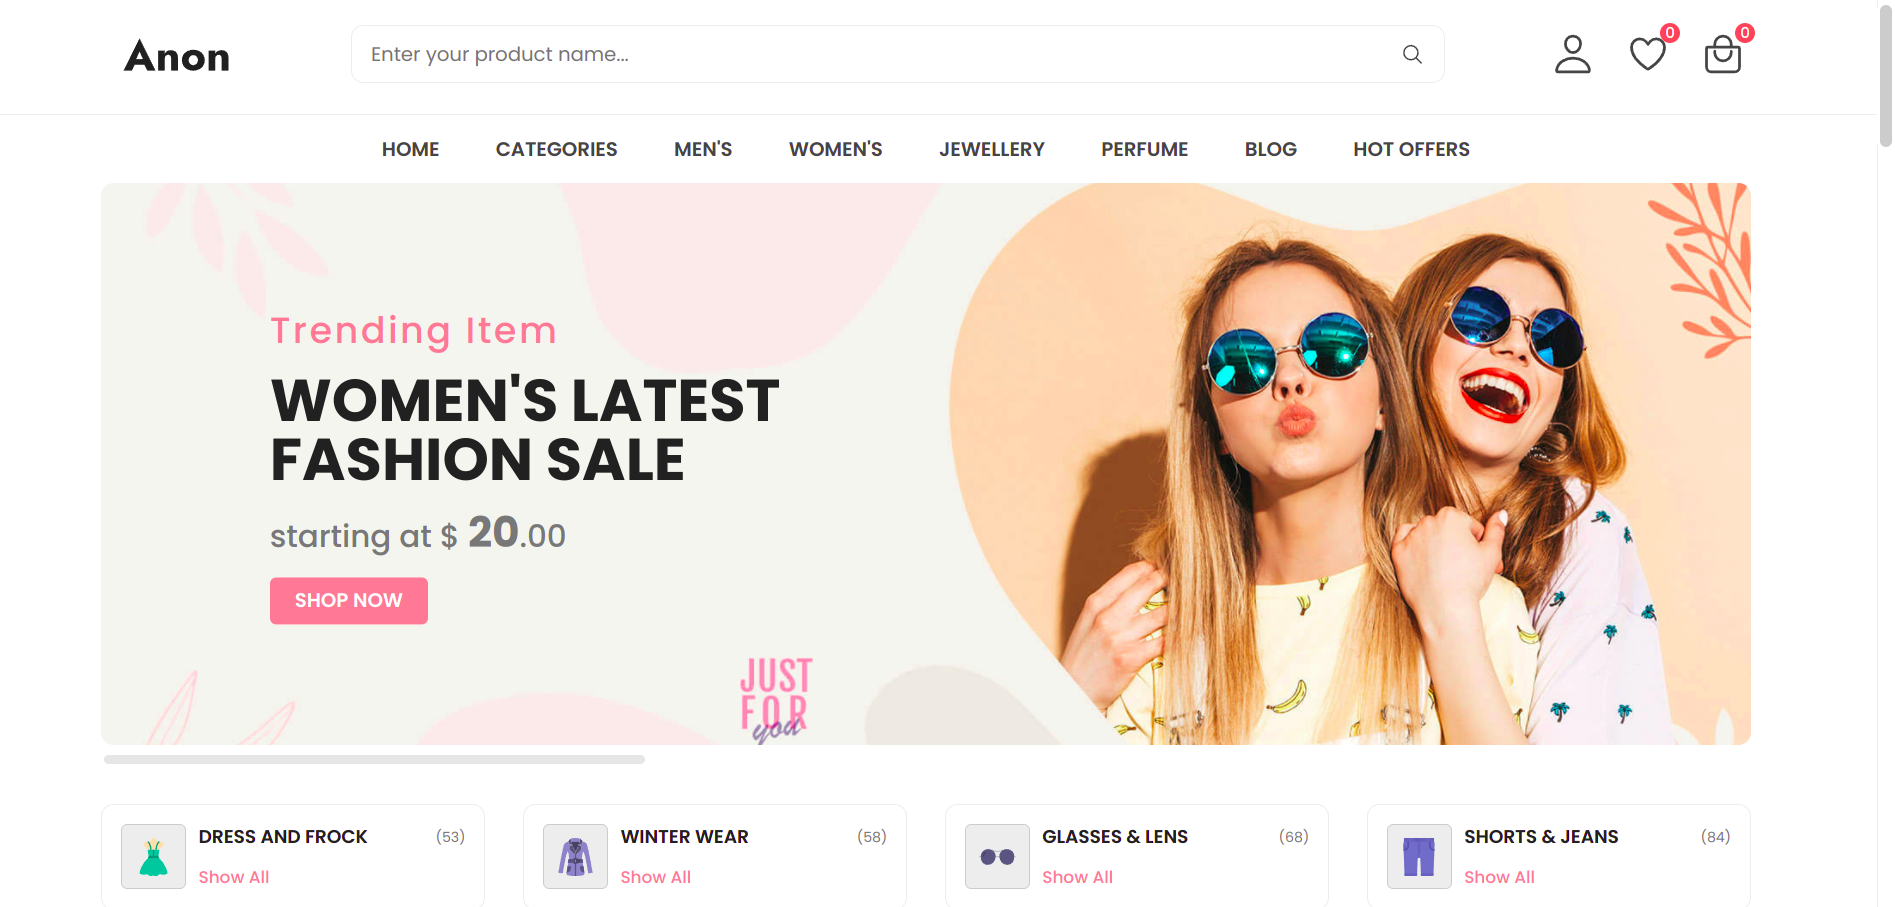 Anon
Enter your product name...
0
0
HOME CATEGORIES MEN'S WOMEN'S JEWELLERY PERFUME BLOG HOT OFFERS
Trending Item
WOMEN'S LATEST
FASHION SALE
starting at $ 20.00
SHOP NOW
JUST
FOR
you
DRESS AND FROCK (53)
Show All
WINTER WEAR (58)
Show All
GLASSES & LENS (68)
Show All
SHORTS & JEANS (84)
Show All